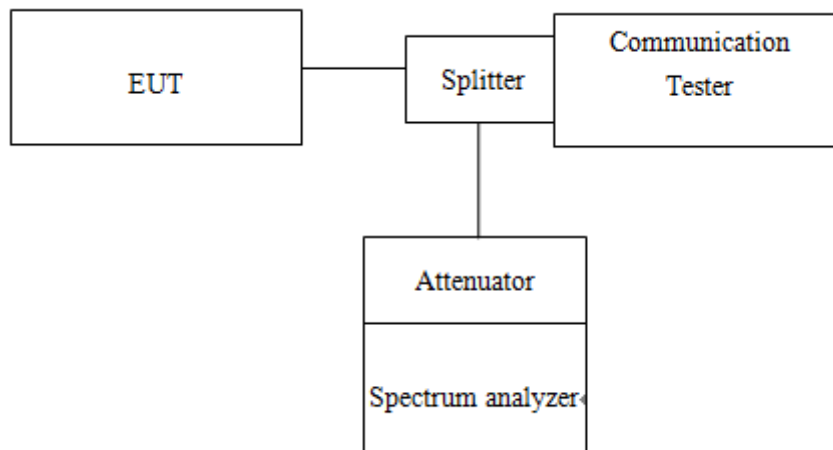 EUT
Splitter
Communication
Tester
Attenuator
Spectrum analyzer